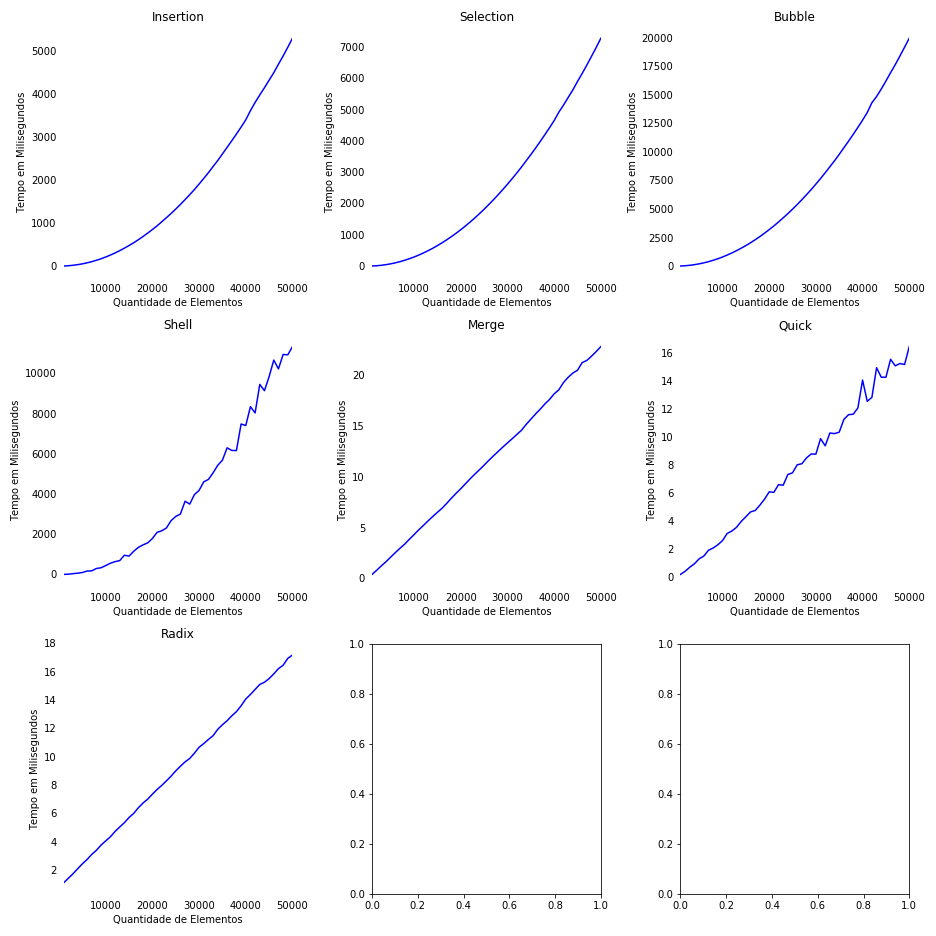 Insertion
Tempo em Milisegundos
5000
4000
3000
2000
1000
0
10000 20000 30000 40000 50000
Quantidade de Elementos
Selection
Tempo em Milisegundos
7000
6000
5000
4000
3000
2000
1000
0
10000 20000 30000 40000 50000
Quantidade de Elementos
Bubble
Tempo em Milisegundos
20000
17500
15000
12500
10000
7500
5000
2500
0
10000 20000 30000 40000 50000
Quantidade de Elementos
Shell
Tempo em Milisegundos
10000
8000
6000
4000
2000
0
10000 20000 30000 40000 50000
Quantidade de Elementos
Merge
Tempo em Milisegundos
20
15
10
5
0
10000 20000 30000 40000 50000
Quantidade de Elementos
Quick
Tempo em Milisegundos
16
14
12
10
8
6
4
2
0
10000 20000 30000 40000 50000
Quantidade de Elementos
Radix
Tempo em Milisegundos
18
16
14
12
10
8
6
4
2
10000 20000 30000 40000 50000
Quantidade de Elementos
1.0
0.8
0.6
0.4
0.2
0.0
0.0 0.2 0.4 0.6 0.8 1.0
1.0
0.8
0.6
0.4
0.2
0.0
0.0 0.2 0.4 0.6 0.8 1.0